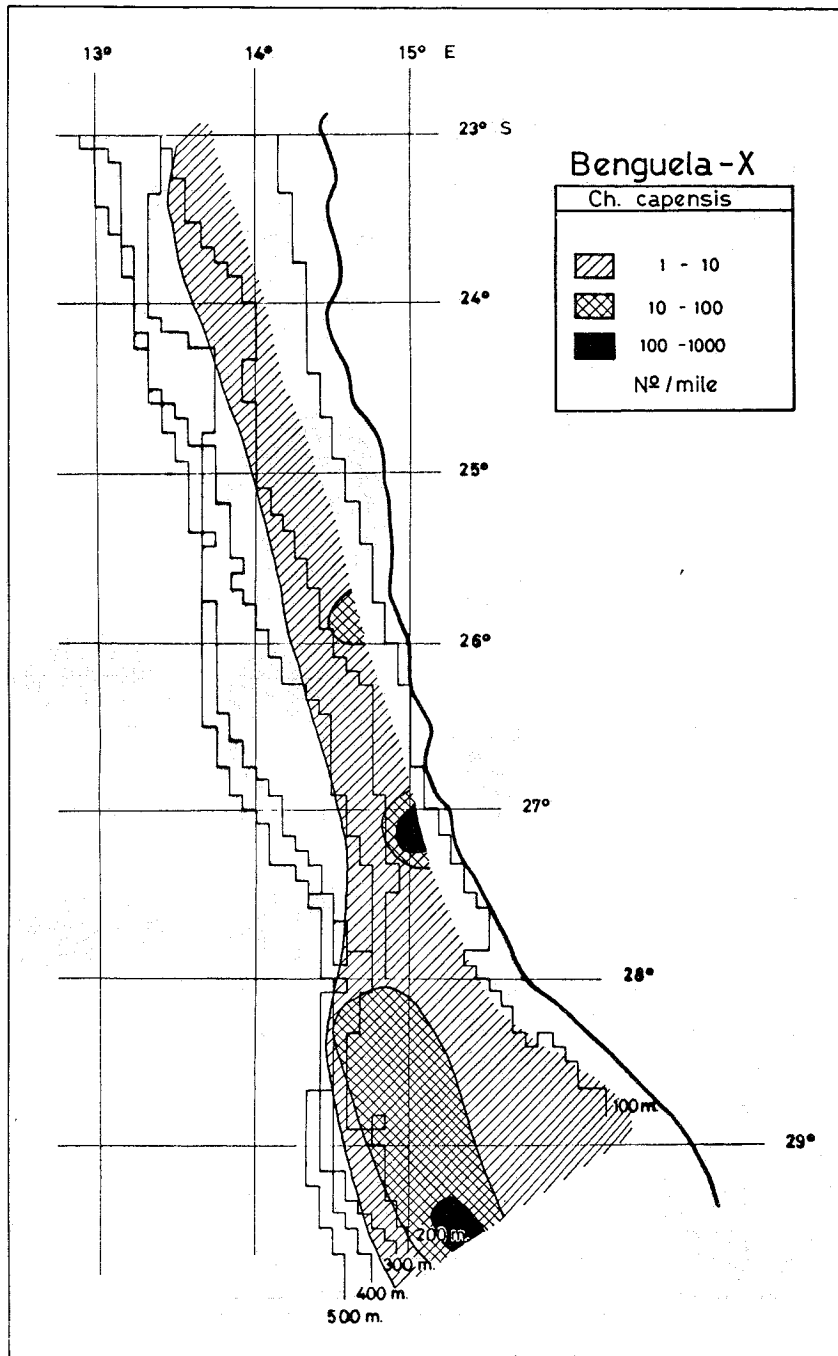 13° 14° 15° E
23° S
Benguela-X
Ch. capensis
1 - 10
24°
10 - 100
100 - 1000
Nº/mile
25°
26°
27°
28°
100 m.
29°
200 m.
300 m.
400 m.
500 m.